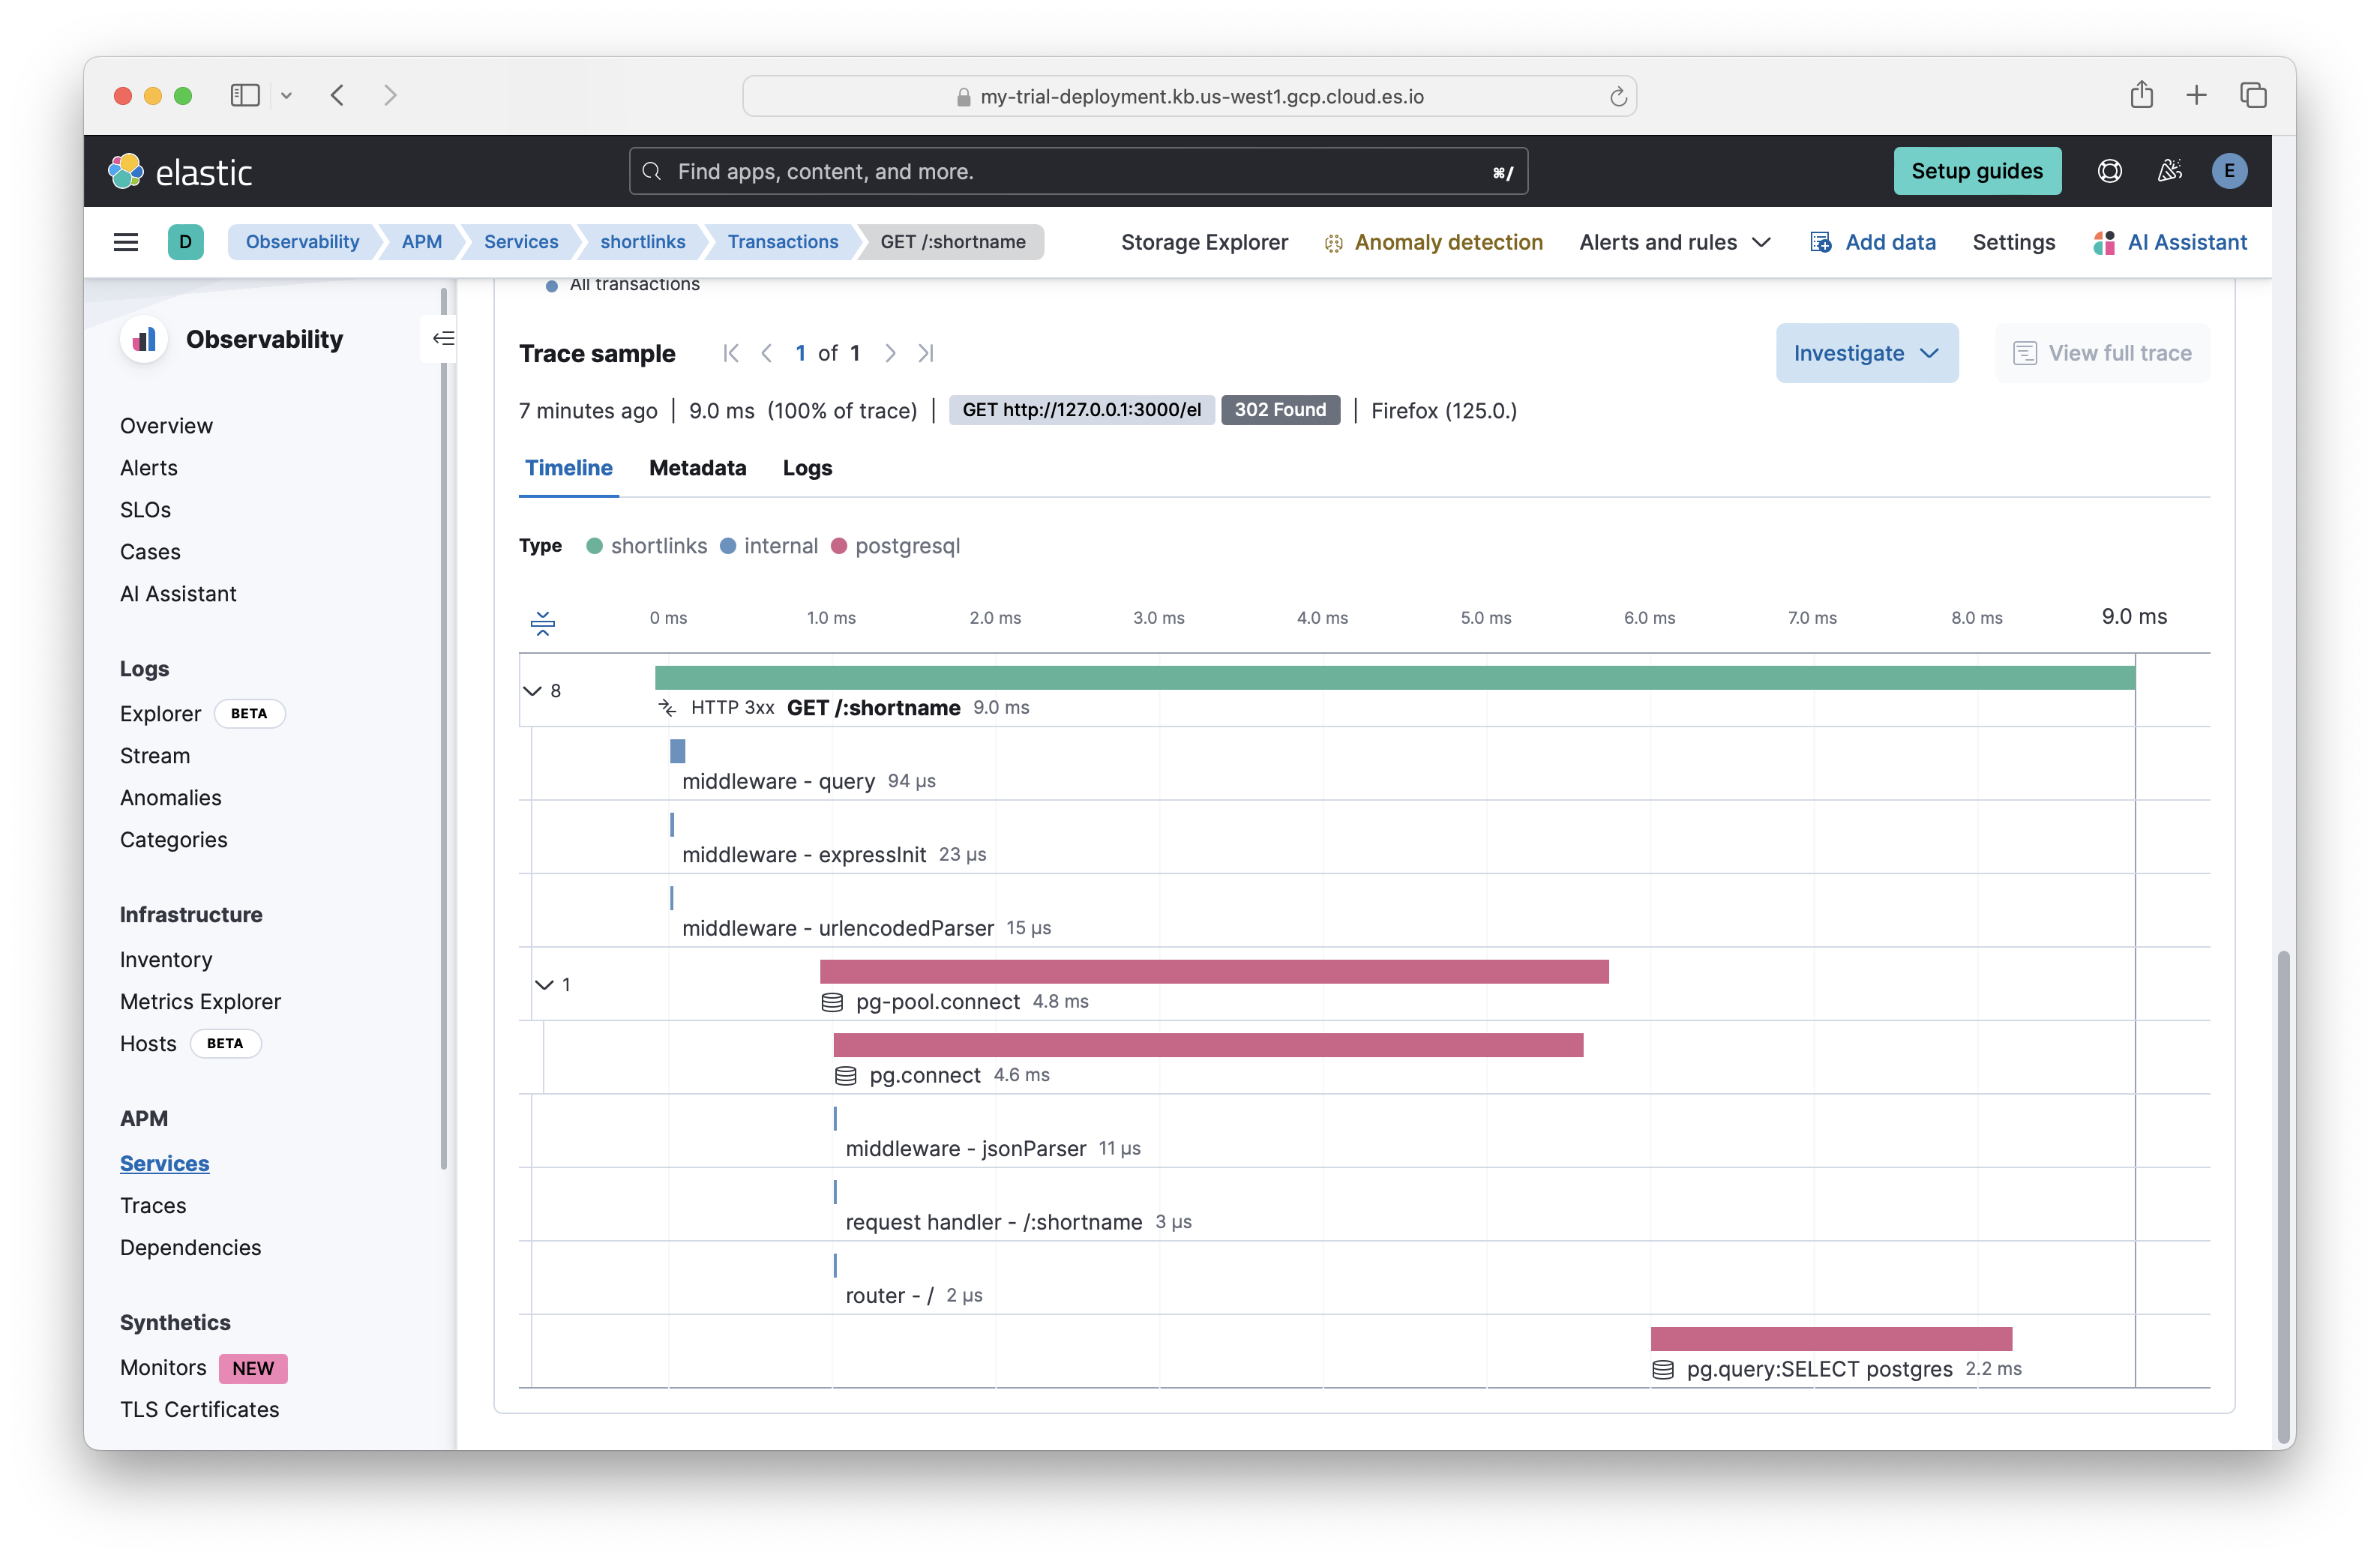 my-trial-deployment.kb.us-west1.gcp.cloud.es.io
elastic
Find apps, content, and more.
⌘/
Setup guides
E
D
Observability
APM
Services
shortlinks
Transactions
GET /:shortname
Storage Explorer
Anomaly detection
Alerts and rules
Add data
Settings
AI Assistant
Observability
Overview
Alerts
SLOs
Cases
AI Assistant
Logs
Explorer BETA
Stream
Anomalies
Categories
Infrastructure
Inventory
Metrics Explorer
Hosts BETA
APM
Services
Traces
Dependencies
Synthetics
Monitors NEW
TLS Certificates
All transactions
Trace sample 1 of 1
Investigate
View full trace
7 minutes ago | 9.0 ms (100% of trace) | GET http://127.0.0.1:3000/el 302 Found | Firefox (125.0.)
Timeline Metadata Logs
Type shortlinks internal postgresql
0 ms 1.0 ms 2.0 ms 3.0 ms 4.0 ms 5.0 ms 6.0 ms 7.0 ms 8.0 ms 9.0 ms
8
HTTP 3xx GET /:shortname 9.0 ms
middleware - query 94 μs
middleware - expressInit 23 μs
middleware - urlencodedParser 15 μs
1
pg-pool.connect 4.8 ms
pg.connect 4.6 ms
middleware - jsonParser 11 μs
request handler - /:shortname 3 μs
router - / 2 μs
pg.query:SELECT postgres 2.2 ms